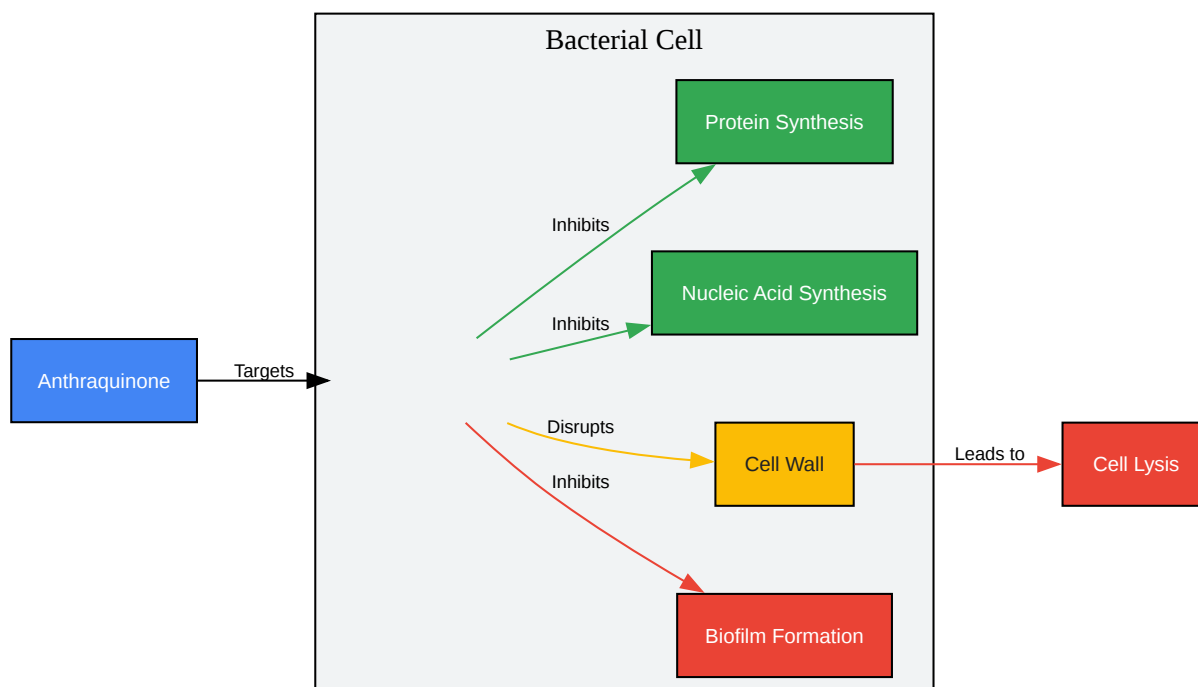 Bacterial Cell
Protein Synthesis
Inhibits
Nucleic Acid Synthesis
Inhibits
Anthraquinone
Targets
Disrupts
Cell Wall
Leads to
Cell Lysis
Inhibits
Biofilm Formation